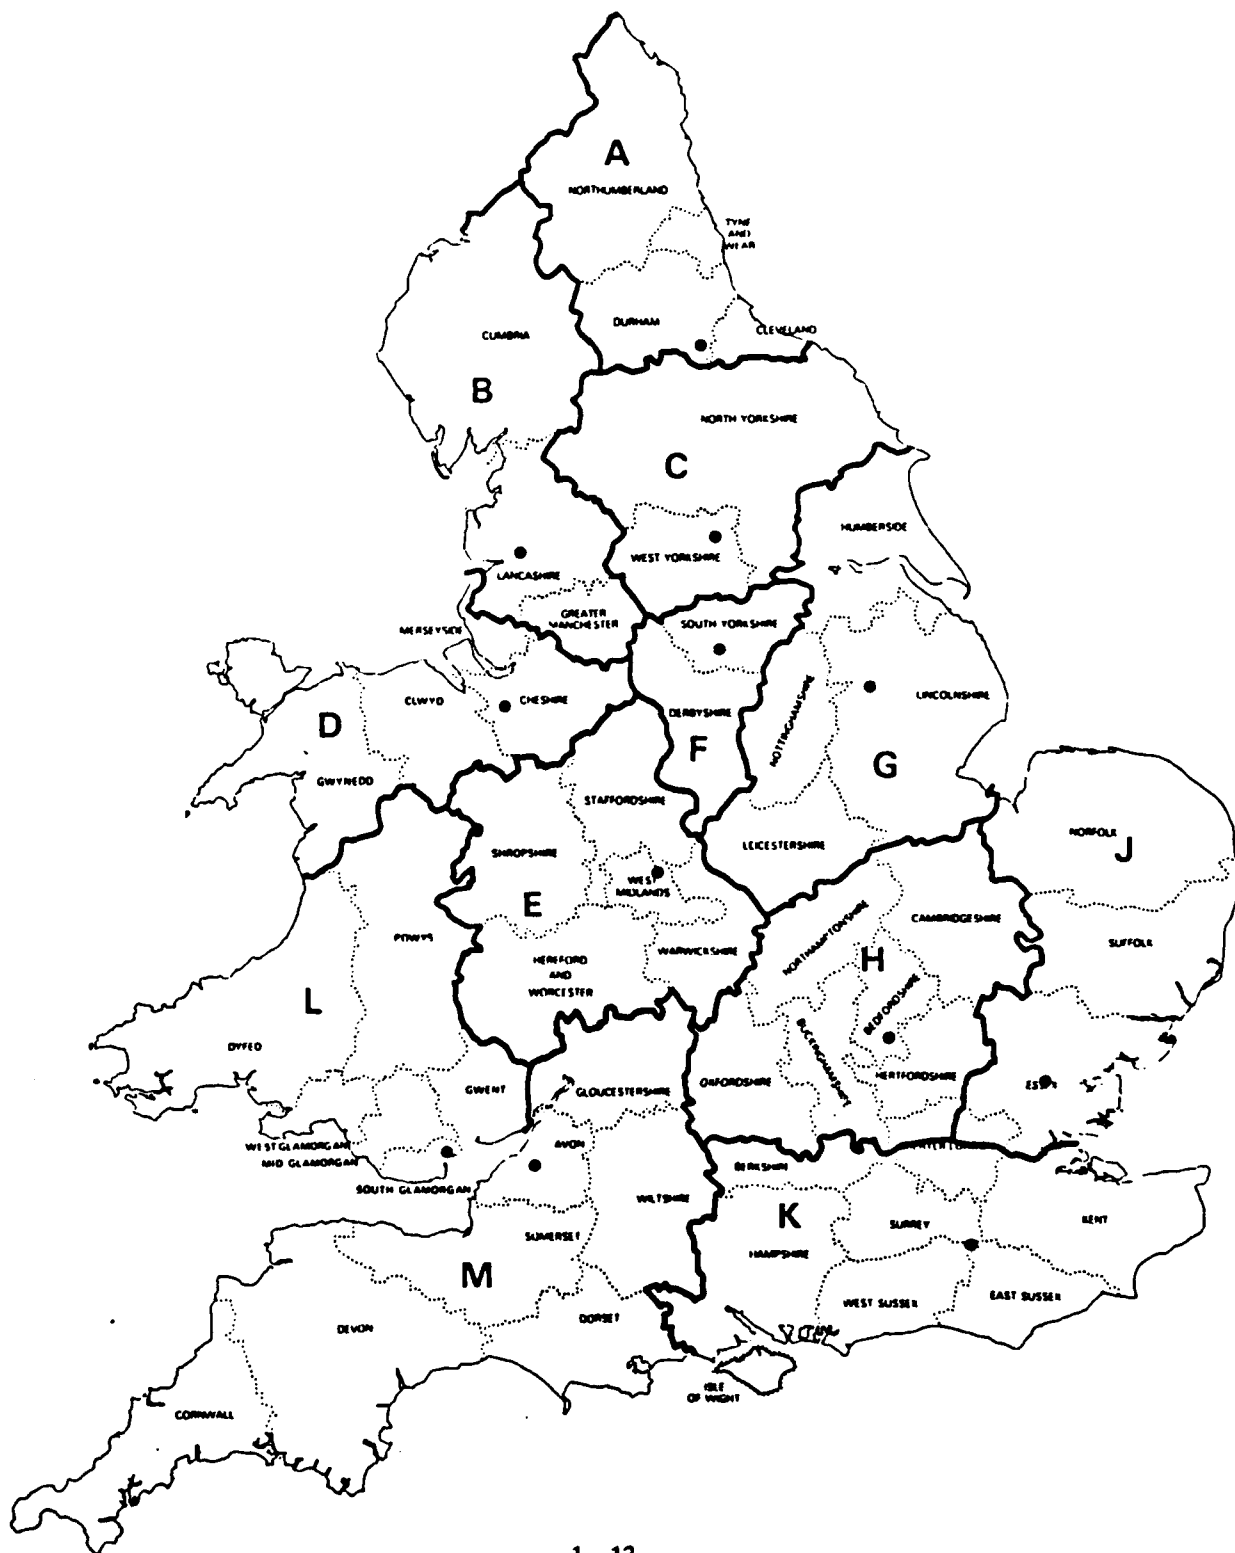 A
NORTHUMBERLAND
TYNE
AND
WEAR
DURHAM
CLEVELAND
CUMBRIA
B
NORTH YORKSHIRE
C
HUMBERSIDE
WEST YORKSHIRE
LANCASHIRE
GREATER
MANCHESTER
SOUTH YORKSHIRE
MERSEYSIDE
CLWYD
CHESHIRE
LINCOLNSHIRE
NOTTINGHAMSHIRE
DERBYSHIRE
D
F
G
GWYNEDD
STAFFORDSHIRE
NORFOLK
J
LEICESTERSHIRE
SHROPSHIRE
WEST
MIDLANDS
E
NORTHAMPTONSHIRE
CAMBRIDGESHIRE
POWYS
SUFFOLK
WARWICKSHIRE
H
HEREFORD
AND
WORCESTER
L
BEDFORDSHIRE
BUCKINGHAMSHIRE
DYFED
OXFORDSHIRE
HERTFORDSHIRE
ESSEX
GWENT
GLOUCESTERSHIRE
WEST GLAMORGAN
MID GLAMORGAN
AVON
BERKSHIRE
SOUTH GLAMORGAN
WILTSHIRE
K
SURREY
KENT
SOMERSET
HAMPSHIRE
M
WEST SUSSEX
EAST SUSSEX
DORSET
DEVON
ISLE
OF WIGHT
CORNWALL